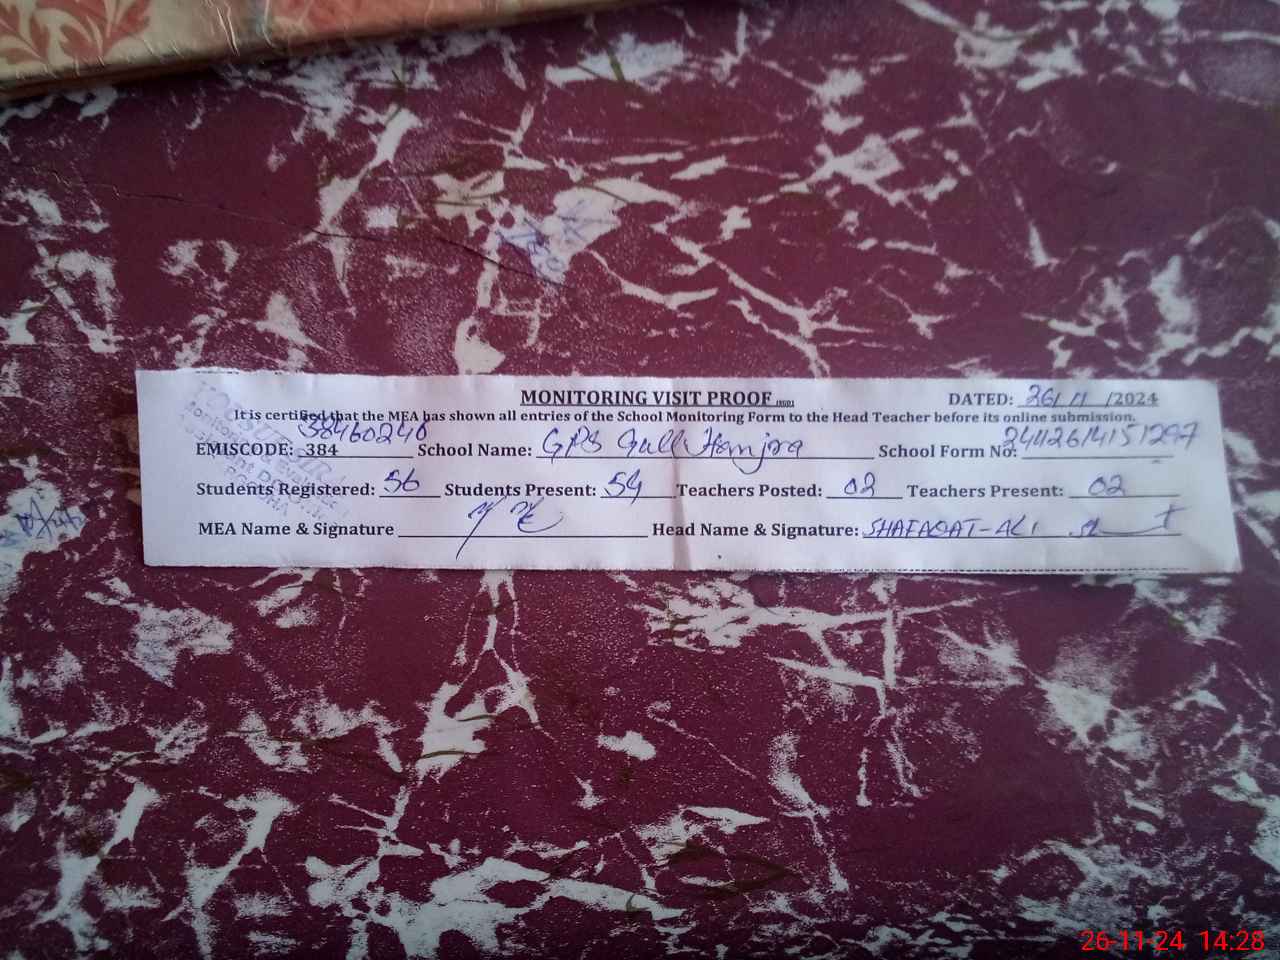 MONITORING VISIT PROOF
DATED: 26/11/2024
It is certified that the MEA has shown all entries of the School Monitoring Form to the Head Teacher before its online submission.
EMISCODE: 384 38460240 School Name: GPS Gull Hanjra School Form No: 24112614151297
Students Registered: 56 Students Present: 54 Teachers Posted: 02 Teachers Present: 02
MEA Name & Signature Head Name & Signature: SHAFAQAT-ALI
26-11-24 14:28